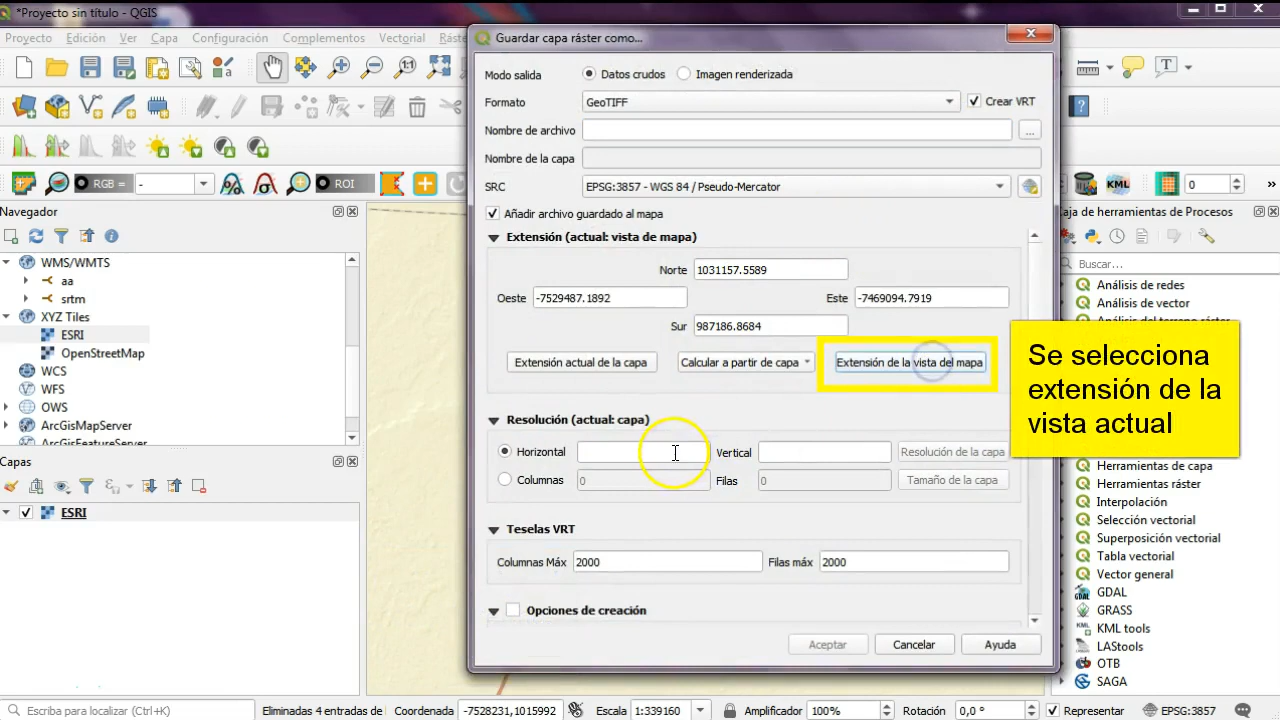 *Proyecto sin título - QGIS
Proyecto Edición Ver Capa Configuración Complementos Vectorial
RGB = -
ROI
KML
0
»
Navegador
WMS/WMTS
aa
srtm
XYZ Tiles
ESRI
OpenStreetMap
WCS
WFS
OWS
ArcGisMapServer
ArcGisFeatureServer
Capas
ESRI
Guardar capa ráster como...
Modo salida Datos crudos Imagen renderizada
Formato GeoTIFF Crear VRT
Nombre de archivo ...
Nombre de la capa
SRC EPSG:3857 - WGS 84 / Pseudo-Mercator
Añadir archivo guardado al mapa
Extensión (actual: vista de mapa)
Norte 1031157.5589
Oeste -7529487.1892 Este -7469094.7919
Sur 987186.8684
Extensión actual de la capa Calcular a partir de capa Extensión de la vista del mapa
Resolución (actual: capa)
Horizontal Vertical Resolución de la capa
Columnas 0 Filas 0 Tamaño de la capa
Teselas VRT
Columnas Máx 2000 Filas máx 2000
Opciones de creación
Aceptar Cancelar Ayuda
Se selecciona
extensión de la
vista actual
Caja de herramientas de Procesos
Buscar...
Análisis de redes
Análisis de vector
Análisis del terreno ráster
Herramientas de capa
Herramientas ráster
Interpolación
Selección vectorial
Superposición vectorial
Tabla vectorial
Vector general
GDAL
GRASS
KML tools
LAStools
OTB
SAGA
Escriba para localizar (Ctrl+K) Eliminadas 4 entradas de Coordenada -7528231,1015992 Escala 1:339160 Amplificador 100% Rotación 0,0 ° Representar EPSG:3857